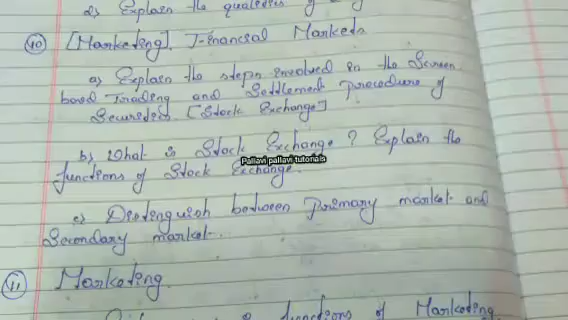 d) Explain the qualities of
10 [Marketing]. Financial Markets
a) Explain the steps involved in the Screen
based Trading and Settlement procedure of
Securities [Stock Exchange]
b) What is Stock Exchange? Explain the
functions of Stock Exchange.
Pallavi pallavi tutorials
c) Distinguish between Primary market and
Secondary market.
11 Marketing
functions of Marketing